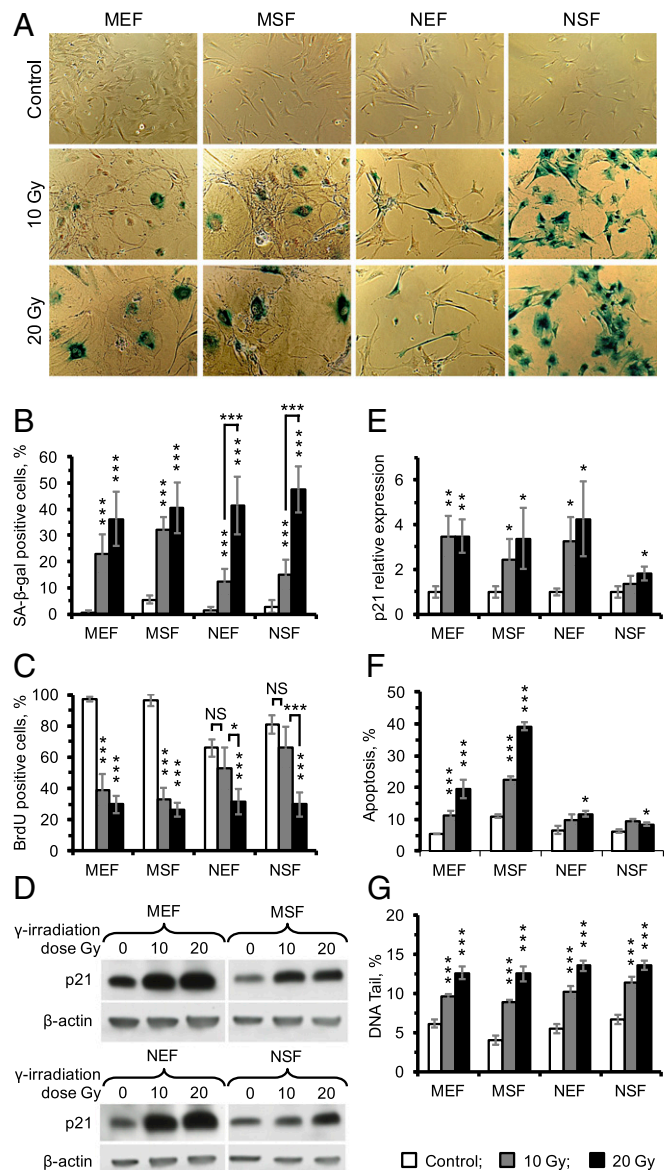 A
MEF MSF NEF NSF
Control
10 Gy
20 Gy
B
SA-β-gal positive cells, %
60
50
40
30
20
10
0
*** *** *** *** *** *** *** *** *** ***
MEF MSF NEF NSF
C
BrdU positive cells, %
100
80
60
40
20
0
*** *** *** *** NS * *** NS *** ***
MEF MSF NEF NSF
D
MEF MSF
γ-irradiation
dose Gy 0 10 20 0 10 20
p21
β-actin
NEF NSF
γ-irradiation
dose Gy 0 10 20 0 10 20
p21
β-actin
E
p21 relative expression
6
4
2
0
** ** * * * * *
MEF MSF NEF NSF
F
Apoptosis, %
50
40
30
20
10
0
*** *** *** *** * *
MEF MSF NEF NSF
G
DNA Tail, %
20
15
10
5
0
*** *** *** *** *** *** *** ***
MEF MSF NEF NSF
Control; 10 Gy; 20 Gy